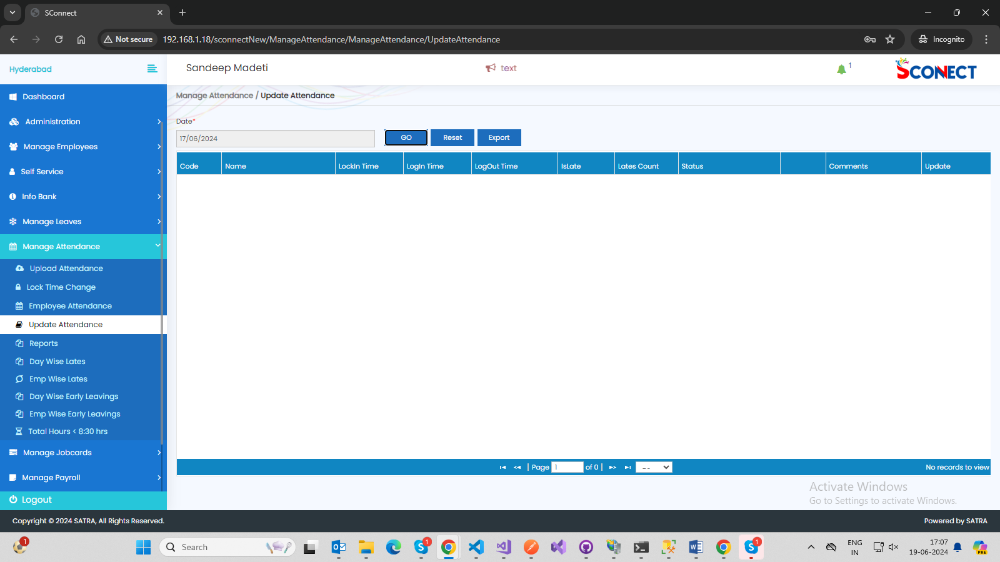 SConnect
Not secure
192.168.1.18/sconnectNew/ManageAttendance/ManageAttendance/UpdateAttendance
Incognito
Hyderabad
Sandeep Madeti
text
1
SCONNECT
Dashboard
Administration
Manage Employees
Self Service
Info Bank
Manage Leaves
Manage Attendance
Upload Attendance
Lock Time Change
Employee Attendance
Update Attendance
Reports
Day Wise Lates
Emp Wise Lates
Day Wise Early Leavings
Emp Wise Early Leavings
Total Hours < 8:30 hrs
Manage Jobcards
Manage Payroll
Logout
Manage Attendance / Update Attendance
Date*
17/06/2024
GO
Reset
Export
Code Name LockIn Time LogIn Time LogOut Time IsLate Lates Count Status Comments Update
| Page 1 of 0 |
No records to view
Activate Windows
Go to Settings to activate Windows.
Copyright © 2024 SATRA, All Rights Reserved.
Powered by SATRA
1
Search
1
1
ENG
IN
17:07
19-06-2024
PRE